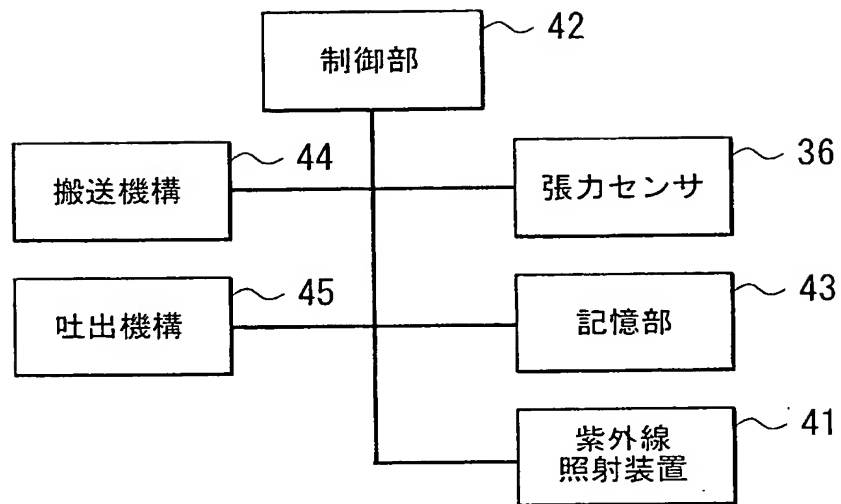 制御部
42
搬送機構
44
張力センサ
36
吐出機構
45
記憶部
43
紫外線
照射装置
41